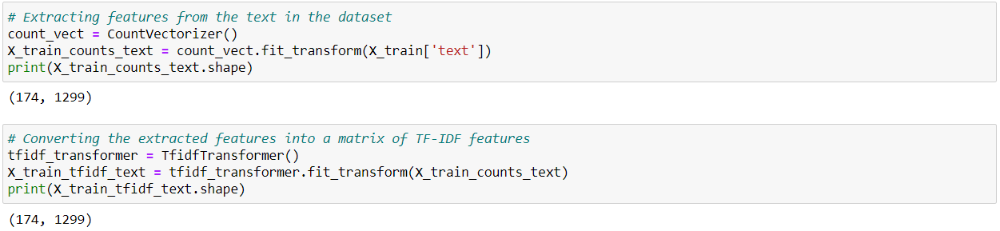 # Extracting features from the text in the dataset
count_vect = CountVectorizer()
X_train_counts_text = count_vect.fit_transform(X_train['text'])
print(X_train_counts_text.shape)
(174, 1299)
# Converting the extracted features into a matrix of TF-IDF features
tfidf_transformer = TfidfTransformer()
X_train_tfidf_text = tfidf_transformer.fit_transform(X_train_counts_text)
print(X_train_tfidf_text.shape)
(174, 1299)